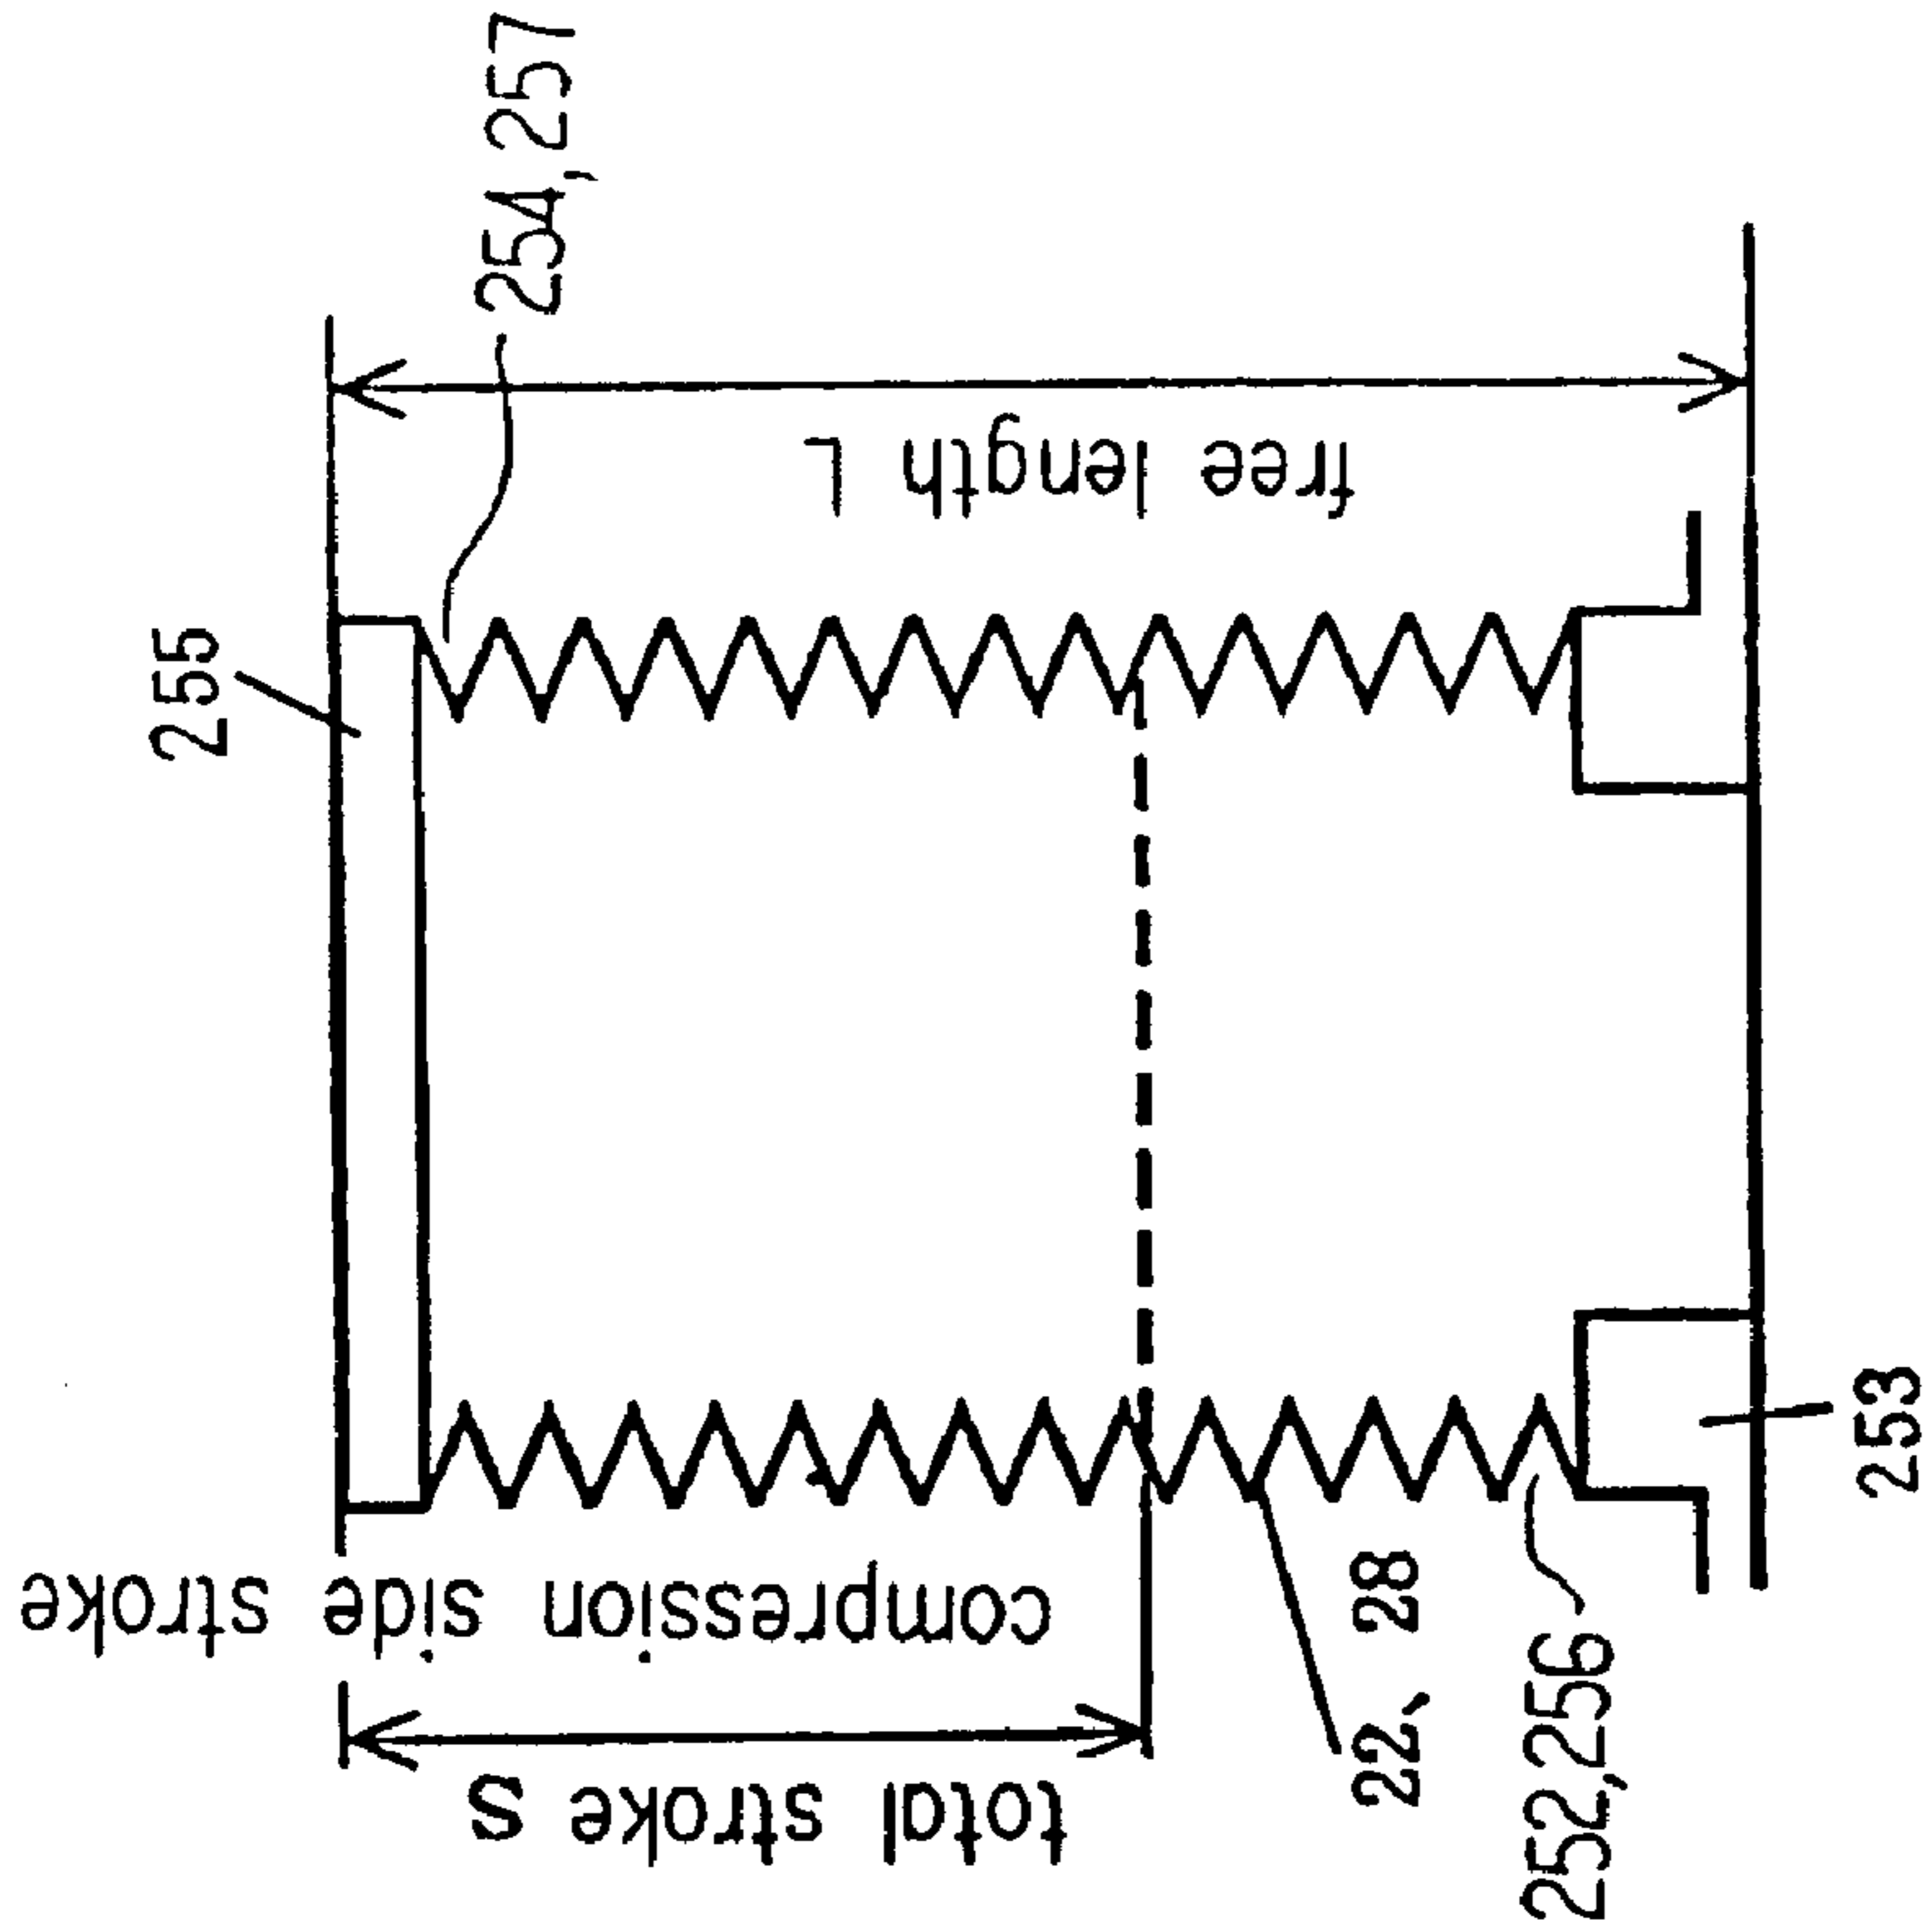 255
254,257
free length L
compression side stroke
total stroke S
22, 28
252,256
253